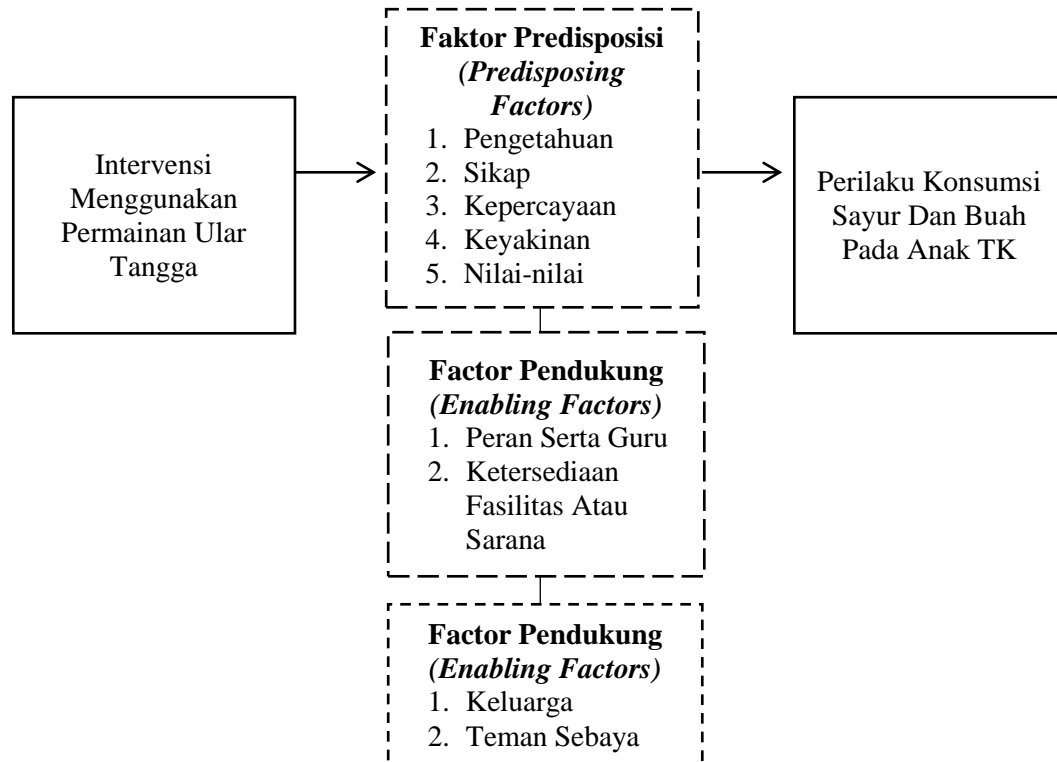 Intervensi
Menggunakan
Permainan Ular
Tangga
Faktor Predisposisi
(Predisposing
Factors)
1. Pengetahuan
2. Sikap
3. Kepercayaan
4. Keyakinan
5. Nilai-nilai
Perilaku Konsumsi
Sayur Dan Buah
Pada Anak TK
Factor Pendukung
(Enabling Factors)
1. Peran Serta Guru
2. Ketersediaan
Fasilitas Atau
Sarana
Factor Pendukung
(Enabling Factors)
1. Keluarga
2. Teman Sebaya